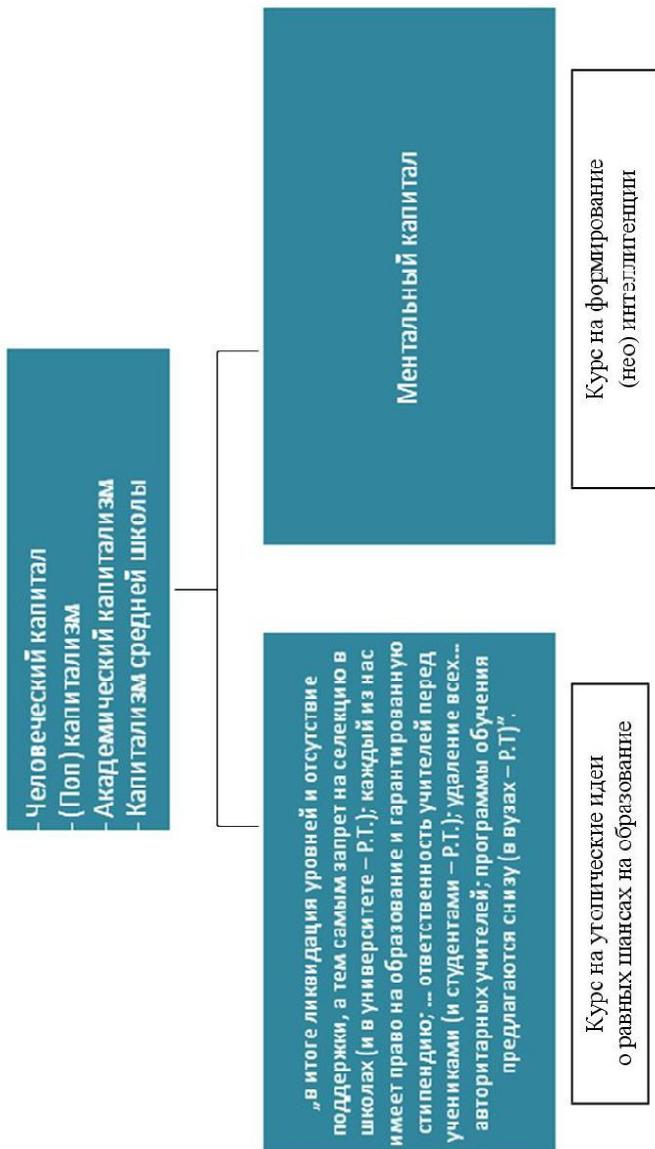 – Человеческий капитал
– (Поп) капитализм
– Академический капитализм
– Капитализм средней школы
„в итоге ликвидация уровней и отсутствие
поддержки, а тем самым запрет на селекцию в
школах (и в университете – Р.Т.); каждый из нас
имеет право на образование и гарантированную
стипендию; ... ответственность учителей перед
учениками (и студентами – Р.Т.); удаление всех...
авторитарных учителей; программы обучения
предлагаются снизу (в вузах – Р.Т)”.
Ментальный капитал
Курс на утопические идеи
о равных шансах на образование
Курс на формирование
(нео) интеллигенции